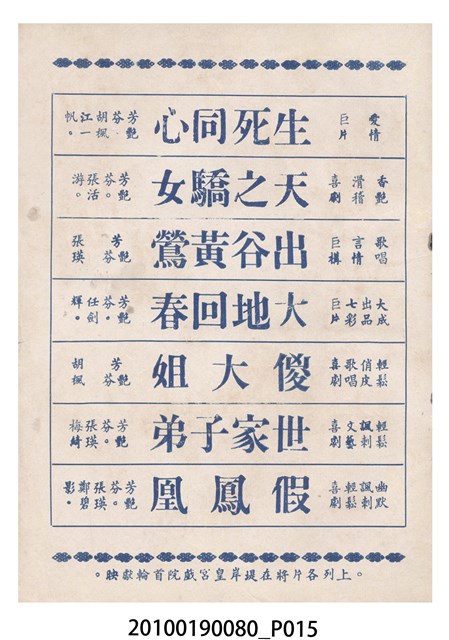 愛情巨片 生死同心 芳艷芬 胡楓 江一帆。
香艷滑稽喜劇 天之驕女 芳艷芬。張活游。
歌唱言情巨構 出谷黃鶯 芳艷芬 張瑛
大成出品七彩巨片 大地回春 芳艷芬。任劍輝。
輕鬆俏皮歌唱喜劇 傻大姐 芳艷芬 胡楓
輕鬆諷刺文藝喜劇 世家子弟 芳艷芬。張瑛。梅綺
幽默諷刺輕鬆喜劇 假鳳凰 芳艷芬。張瑛。鄭碧影。
。上列各片將在堤岸皇宮戲院首輪獻映。
20100190080_P015